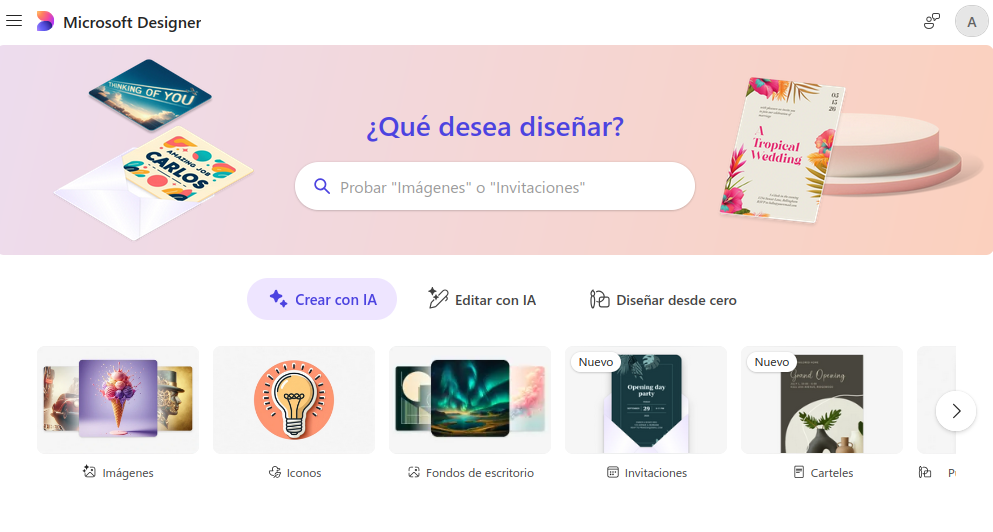 Microsoft Designer
A
THINKING OF YOU
AMAZING JOB
CARLOS
¿Qué desea diseñar?
Probar "Imágenes" o "Invitaciones"
05
15
26
A
Tropical
Wedding
Crear con IA
Editar con IA
Diseñar desde cero
Nuevo
Opening day
party
29
Nuevo
Grand Opening
Imágenes
Iconos
Fondos de escritorio
Invitaciones
Carteles